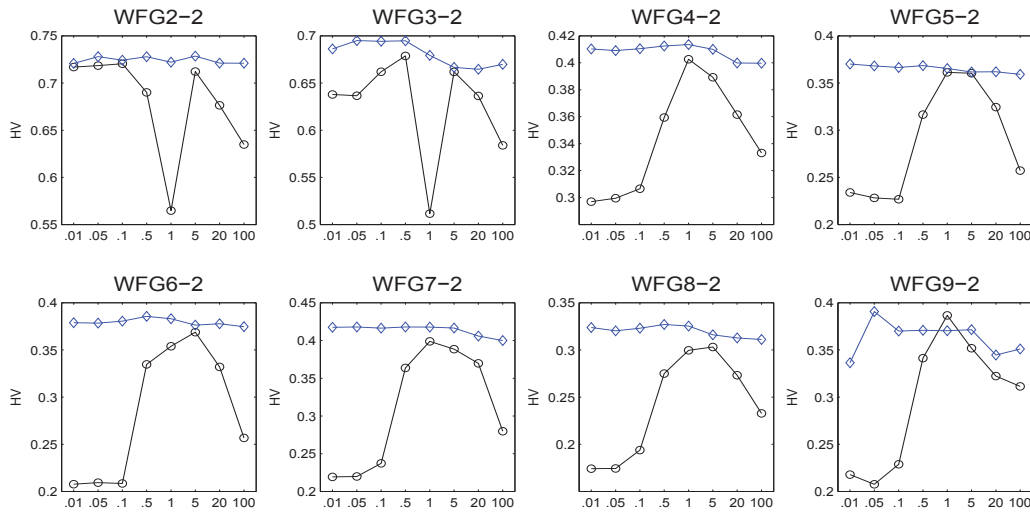 WFG2−2 WFG3−2 WFG4−2 WFG5−2
0.75 0.7 0.42 0.4
0.7 0.65 0.4 0.35
0.38
0.65 0.6 0.36 0.3
0.34
0.6 0.55 0.32 0.25
0.3
0.55 0.5 0.2
HV HV HV HV
.01 .05 .1 .5 1 5 20 100 .01 .05 .1 .5 1 5 20 100 .01 .05 .1 .5 1 5 20 100 .01 .05 .1 .5 1 5 20 100
WFG6−2 WFG7−2 WFG8−2 WFG9−2
0.4 0.45 0.35 0.4
0.35 0.4 0.3 0.35
0.35
0.3 0.3 0.25 0.3
0.25 0.25 0.2 0.25
0.2 0.2 0.2
HV HV HV HV
.01 .05 .1 .5 1 5 20 100 .01 .05 .1 .5 1 5 20 100 .01 .05 .1 .5 1 5 20 100 .01 .05 .1 .5 1 5 20 100